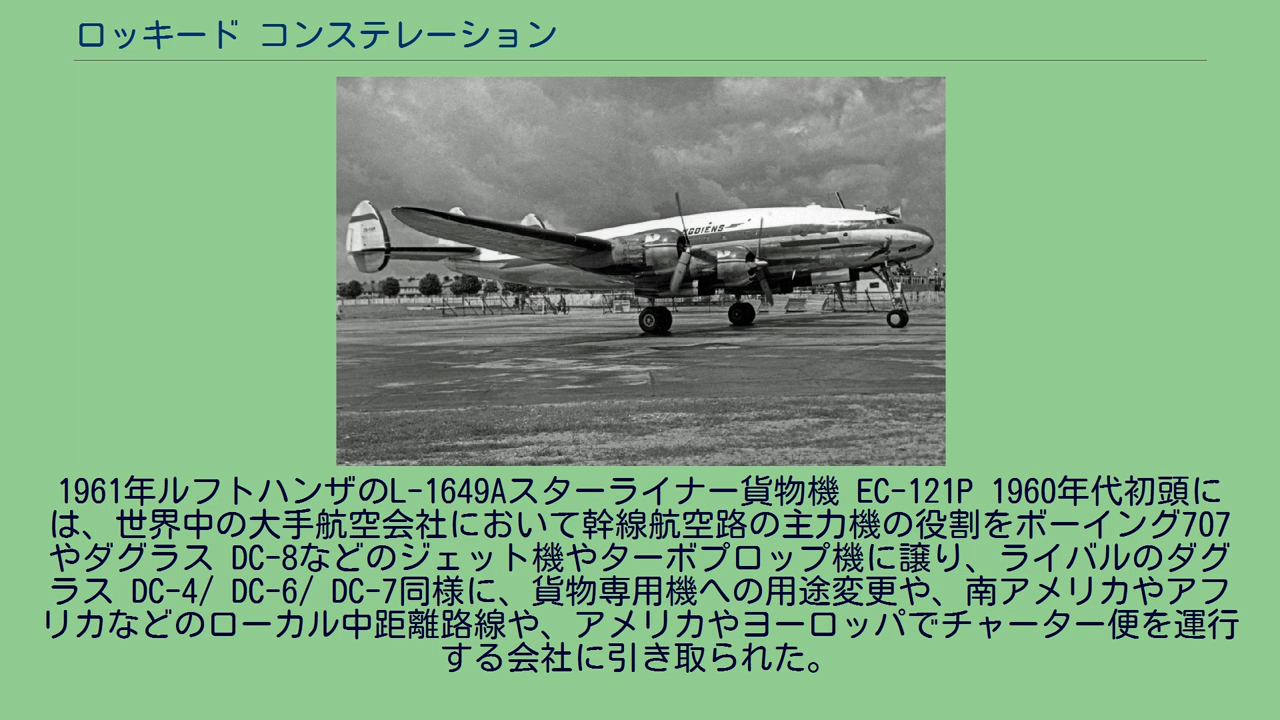 ロッキード コンステレーション
1961年ルフトハンザのL-1649Aスターライナー貨物機 EC-121P 1960年代初頭に
は、世界中の大手航空会社において幹線航空路の主力機の役割をボーイング707
やダグラス DC-8などのジェット機やターボプロップ機に譲り、ライバルのダグ
ラス DC-4/ DC-6/ DC-7同様に、貨物専用機への用途変更や、南アメリカやアフ
リカなどのローカル中距離路線や、アメリカやヨーロッパでチャーター便を運行
する会社に引き取られた。